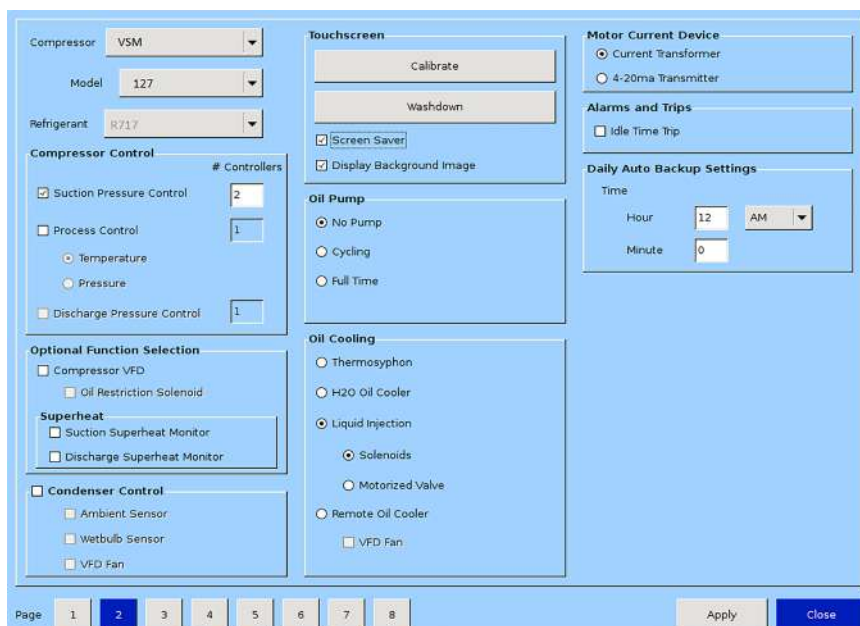 Compressor VSM
Model 127
Refrigerant R717
Compressor Control
# Controllers
Suction Pressure Control 2
Process Control 1
Temperature
Pressure
Discharge Pressure Control 1
Optional Function Selection
Compressor VFD
Oil Restriction Solenoid
Superheat
Suction Superheat Monitor
Discharge Superheat Monitor
Condenser Control
Ambient Sensor
Wetbulb Sensor
VFD Fan
Touchscreen
Calibrate
Washdown
Screen Saver
Display Background Image
Oil Pump
No Pump
Cycling
Full Time
Oil Cooling
Thermosyphon
H2O Oil Cooler
Liquid Injection
Solenoids
Motorized Valve
Remote Oil Cooler
VFD Fan
Motor Current Device
Current Transformer
4-20ma Transmitter
Alarms and Trips
Idle Time Trip
Daily Auto Backup Settings
Time
Hour 12 AM
Minute 0
Page 1 2 3 4 5 6 7 8 Apply Close